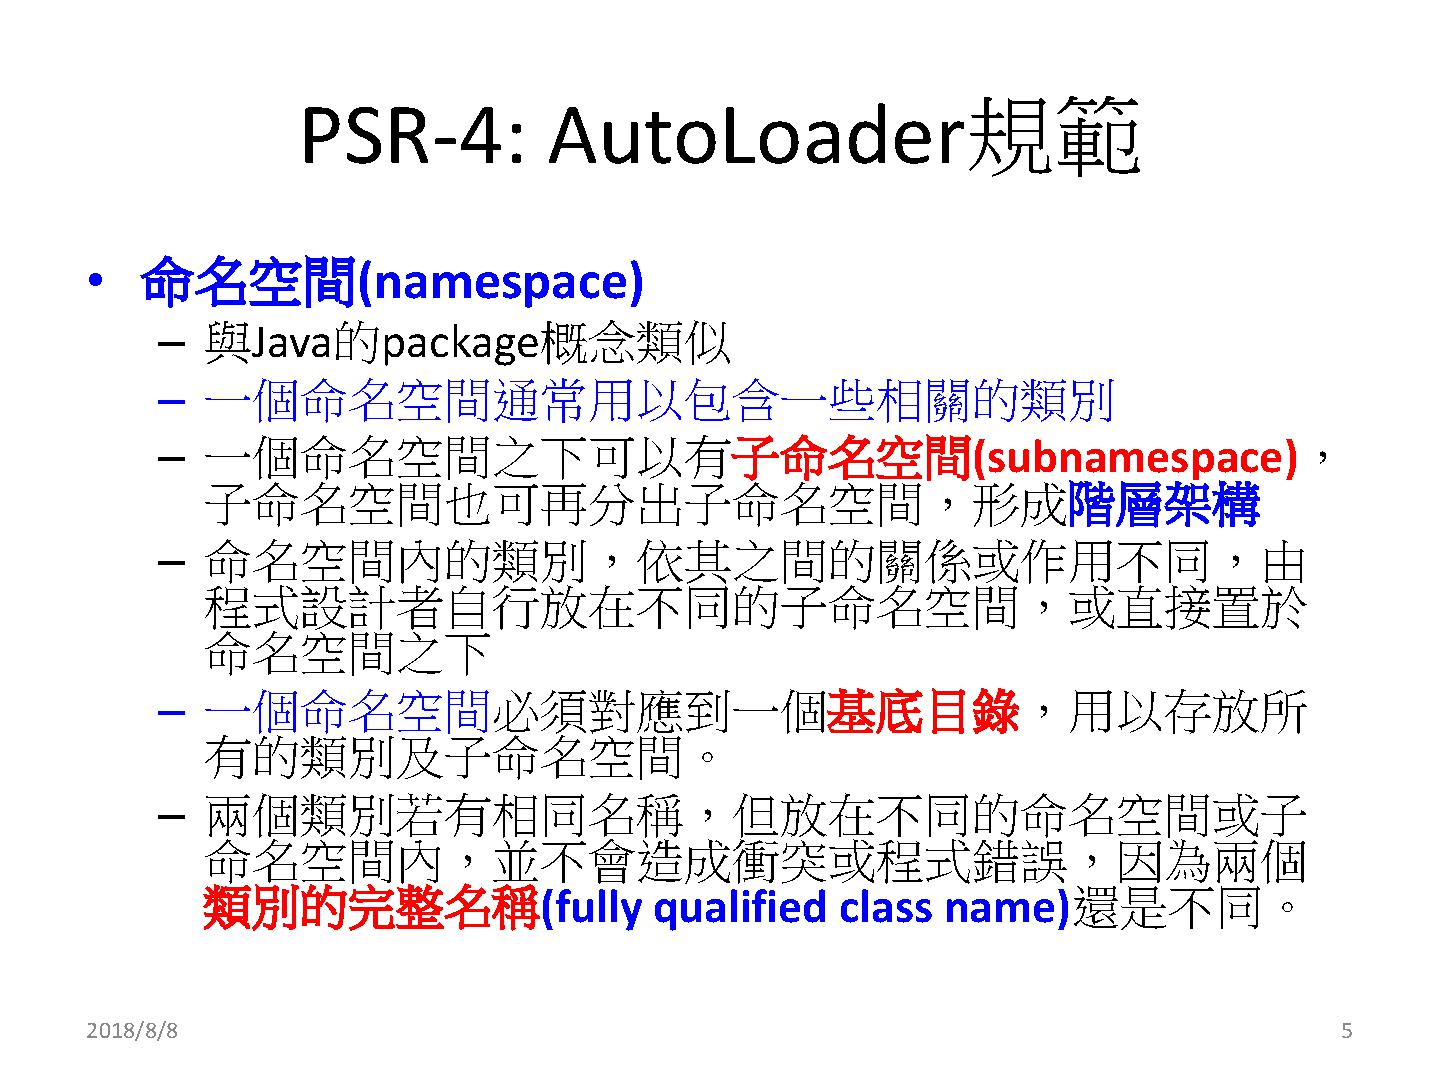 PSR-4: AutoLoader規範
• 命名空間(namespace)
– 與Java的package概念類似
– 一個命名空間通常用以包含一些相關的類別
– 一個命名空間之下可以有子命名空間(subnamespace)，
子命名空間也可再分出子命名空間，形成階層架構
– 命名空間內的類別，依其之間的關係或作用不同，由
程式設計者自行放在不同的子命名空間，或直接置於
命名空間之下
– 一個命名空間必須對應到一個基底目錄，用以存放所
有的類別及子命名空間。
– 兩個類別若有相同名稱，但放在不同的命名空間或子
命名空間內，並不會造成衝突或程式錯誤，因為兩個
類別的完整名稱(fully qualified class name)還是不同。
2018/8/8
5